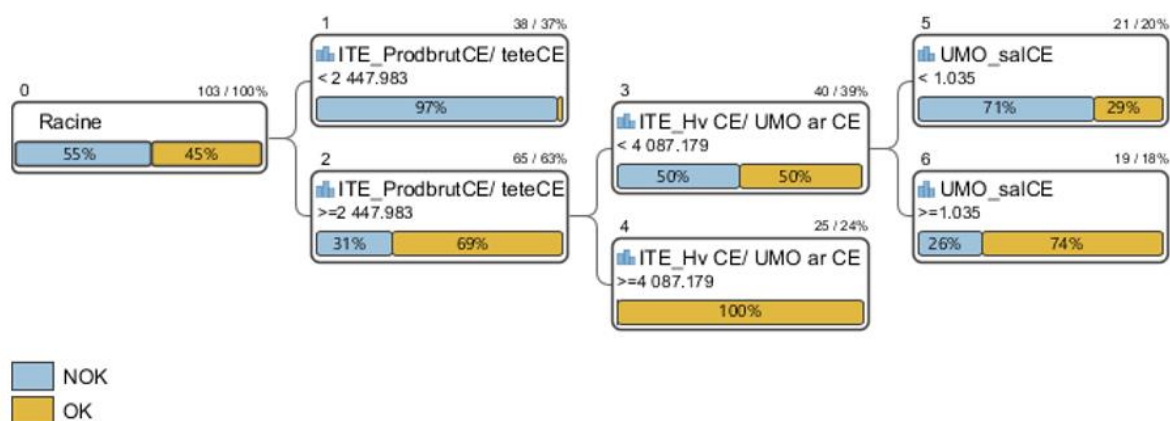 0
103 / 100%
Racine
55% 45%
1
38 / 37%
ITE_ProdbrutCE/ teteCE
< 2 447.983
97%
2
65 / 63%
ITE_ProdbrutCE/ teteCE
>=2 447.983
31% 69%
3
40 / 39%
ITE_Hv CE/ UMO ar CE
< 4 087.179
50% 50%
4
25 / 24%
ITE_Hv CE/ UMO ar CE
>=4 087.179
100%
5
21 / 20%
UMO_salCE
< 1.035
71% 29%
6
19 / 18%
UMO_salCE
>=1.035
26% 74%
NOK
OK